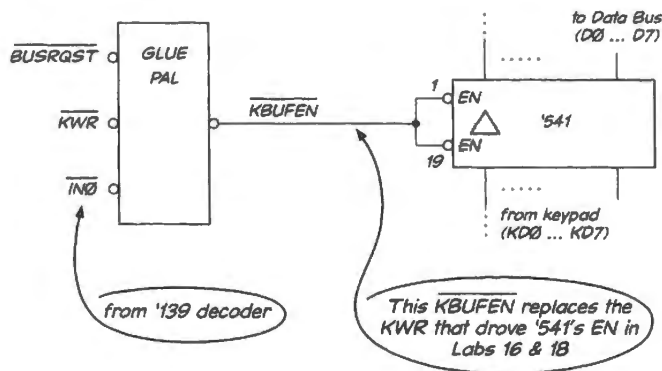 to Data Bus
(DØ ... D7)
GLUE
PAL
BUSRQST
KWR
INØ
KBUFEN
1
EN
'541
19
EN
from keypad
(KDØ ... KD7)
from '139 decoder
This KBUFEN replaces the
KWR that drove '541's EN in
Labs 16 & 18